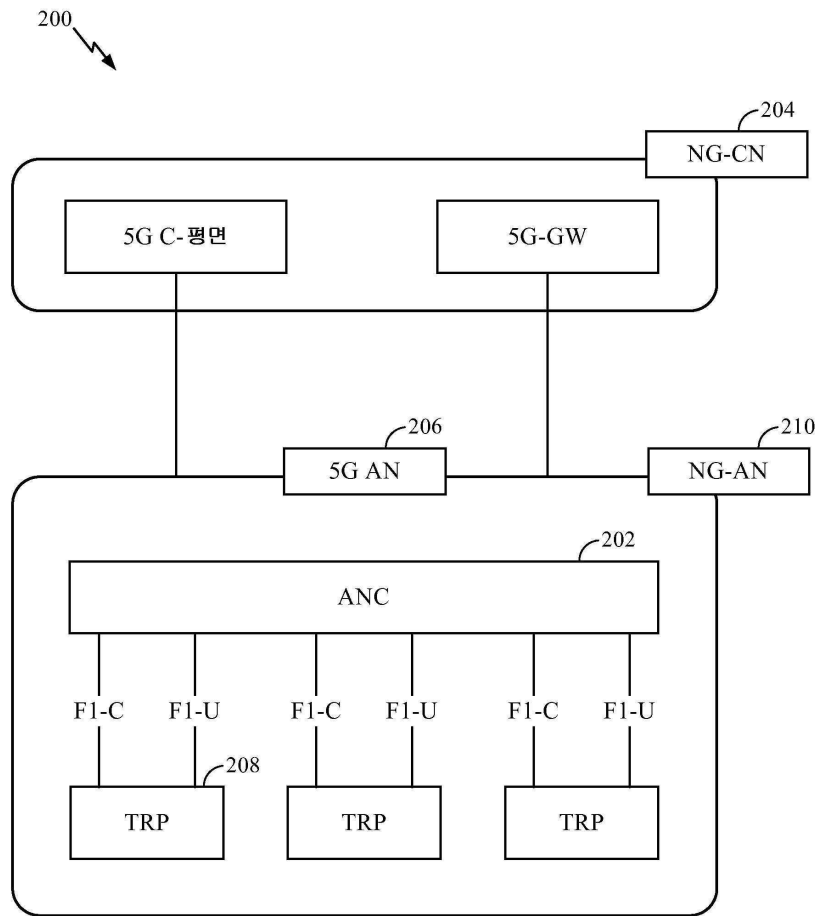 200
204
NG-CN
5G C-평면
5G-GW
206
210
5G AN
NG-AN
202
ANC
F1-C F1-U F1-C F1-U F1-C F1-U
208
TRP TRP TRP